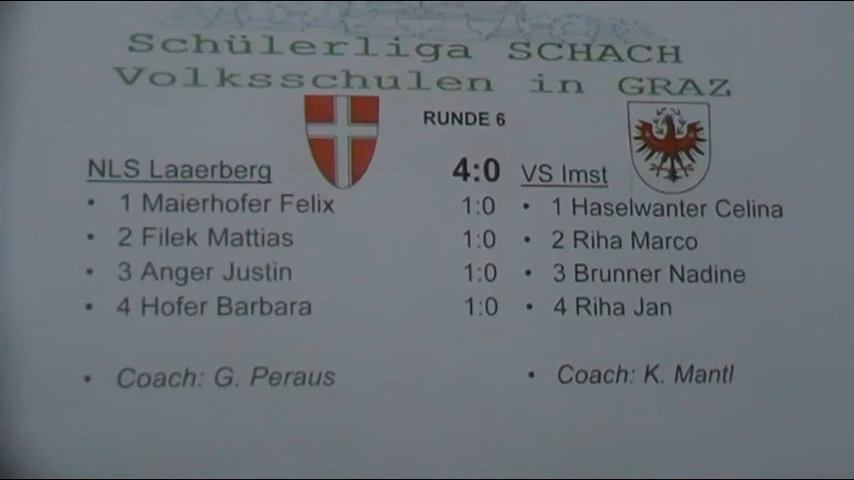 Schülerliga SCHACH
Volksschulen in GRAZ
RUNDE 6
NLS Laaerberg 4:0 VS Imst
• 1 Maierhofer Felix 1:0 • 1 Haselwanter Celina
• 2 Filek Mattias 1:0 • 2 Riha Marco
• 3 Anger Justin 1:0 • 3 Brunner Nadine
• 4 Hofer Barbara 1:0 • 4 Riha Jan
• Coach: G. Peraus • Coach: K. Mantl